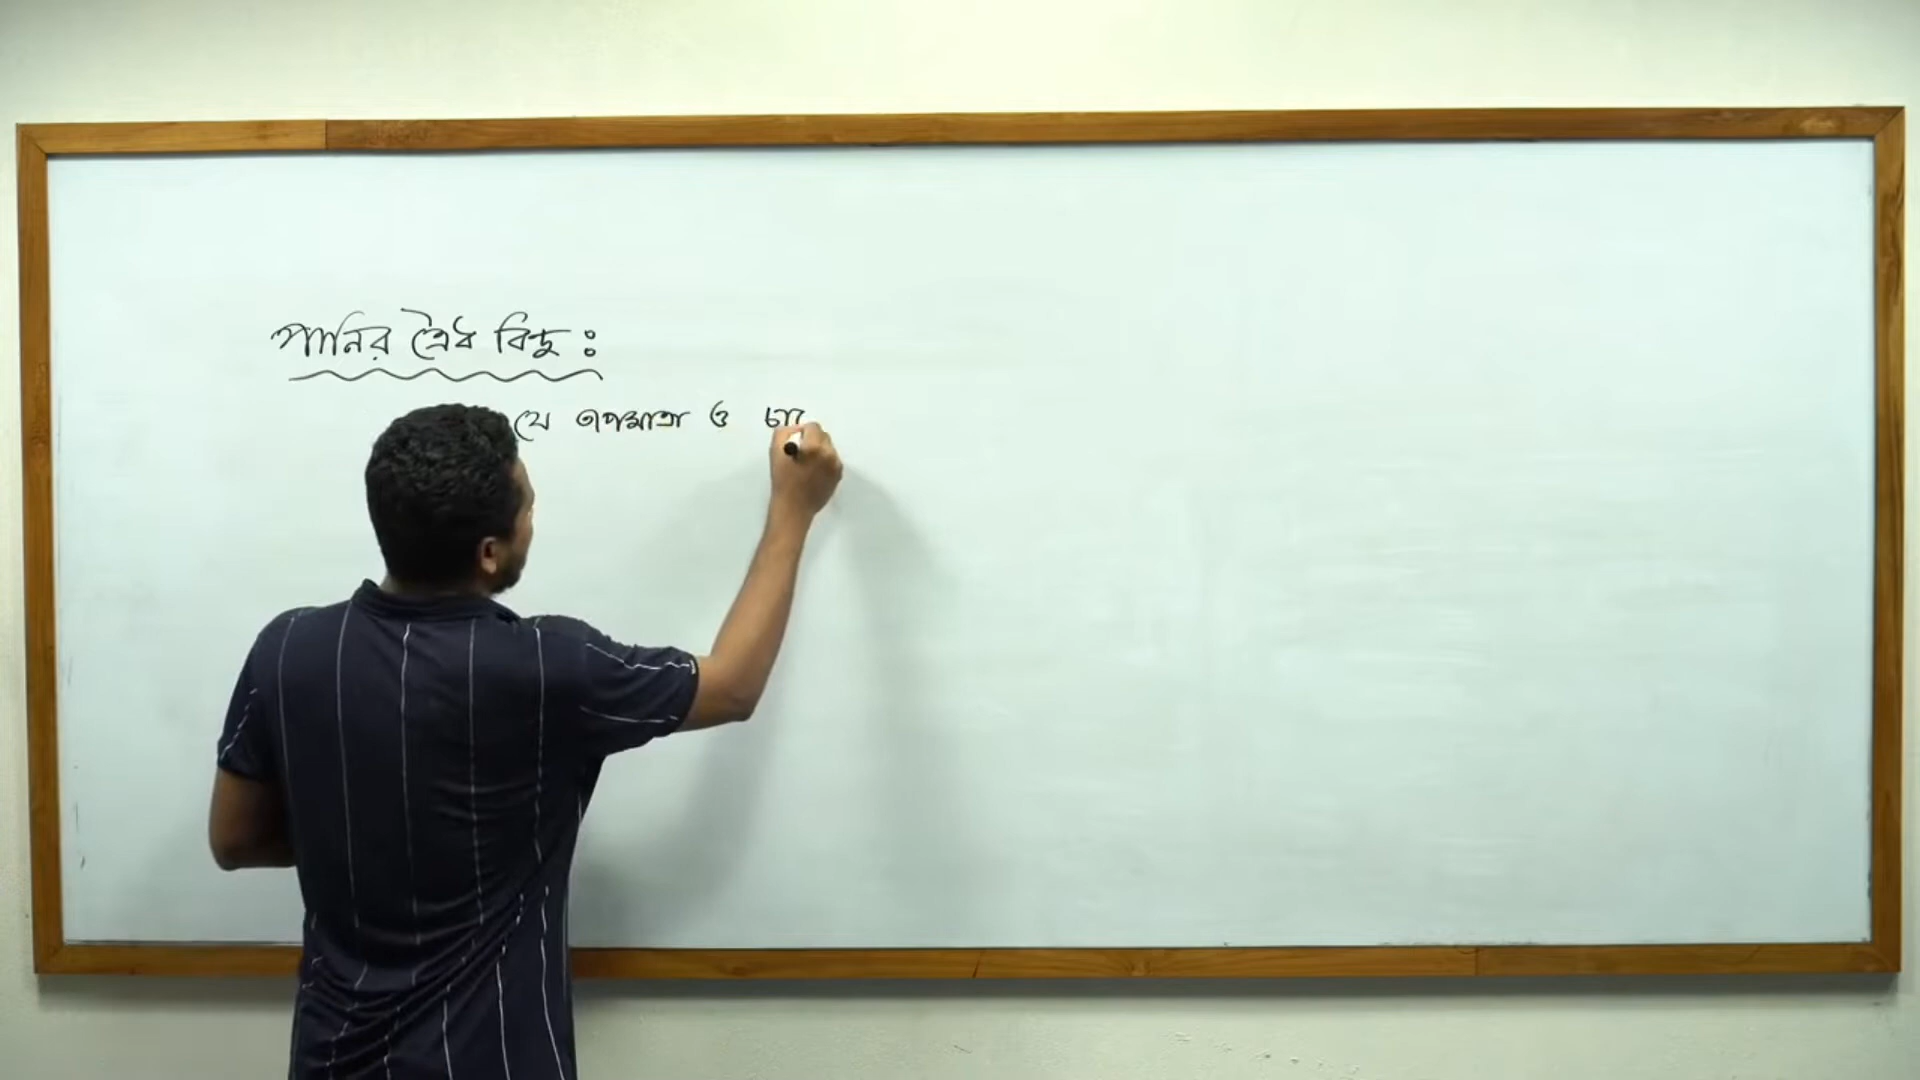 পানির ত্রৈধ বিন্দু :
যে তাপমাত্রা ও চা